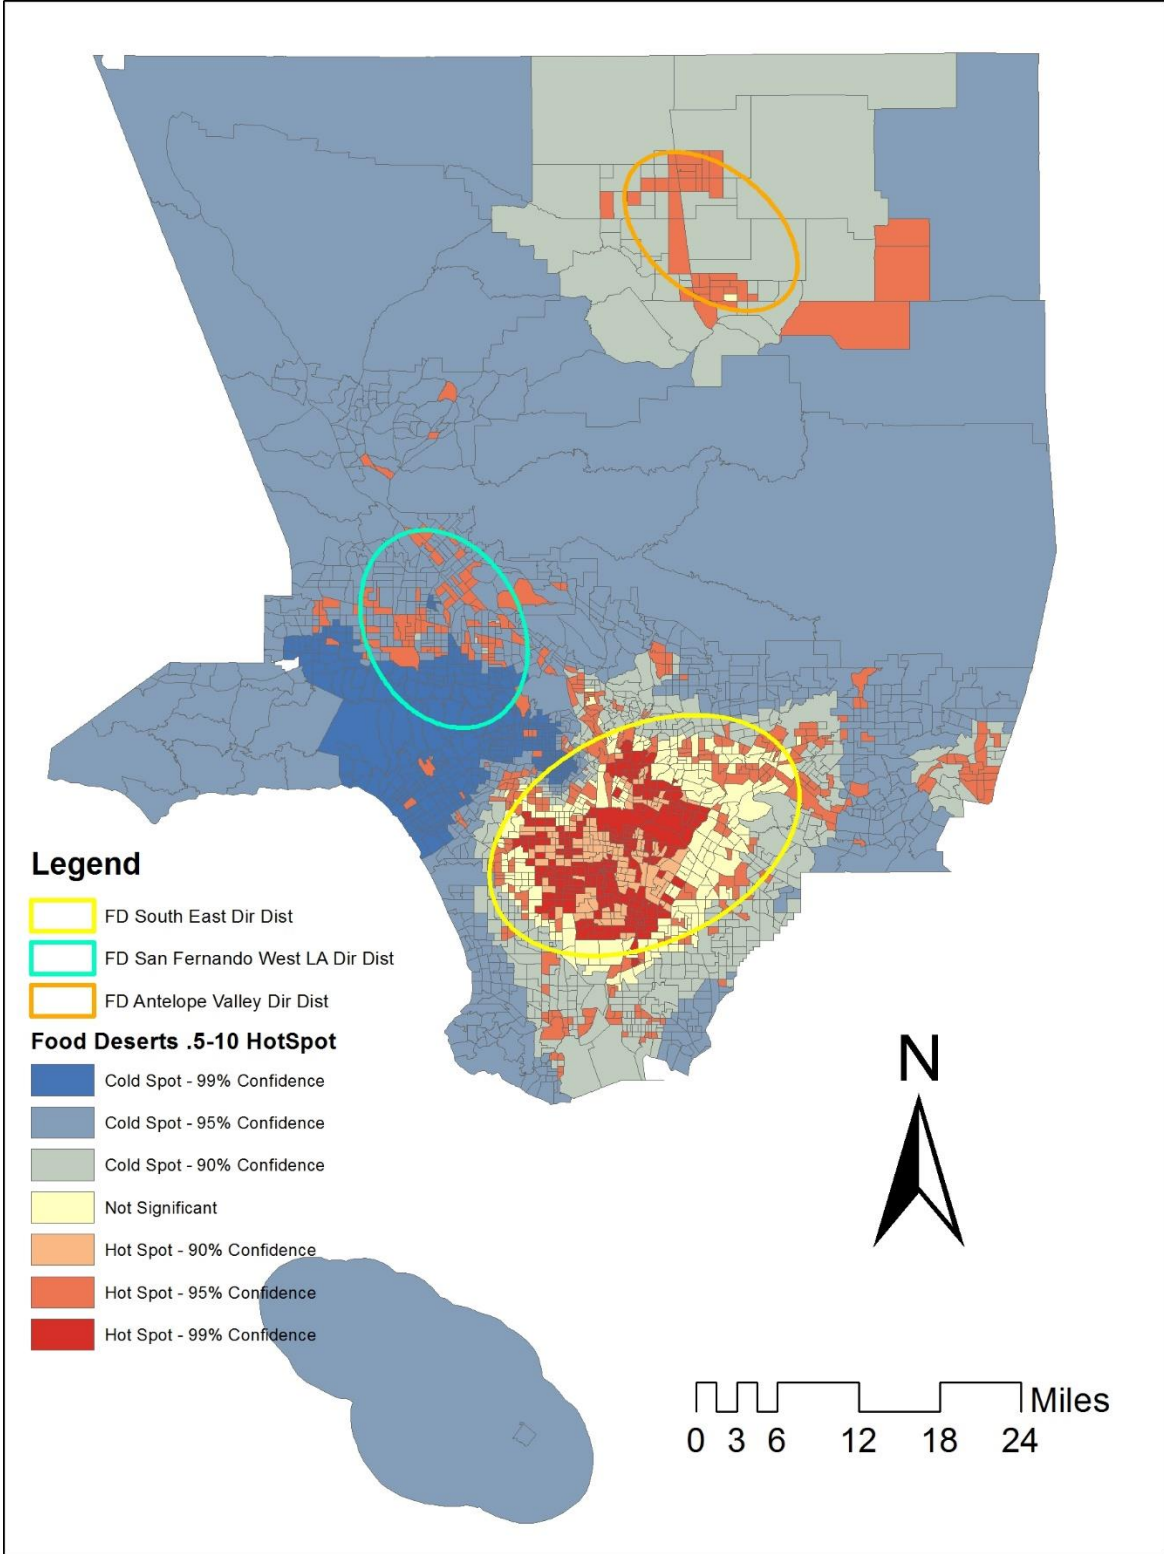 Legend
FD South East Dir Dist
FD San Fernando West LA Dir Dist
FD Antelope Valley Dir Dist
Food Deserts .5-10 HotSpot
Cold Spot - 99% Confidence
Cold Spot - 95% Confidence
Cold Spot - 90% Confidence
Not Significant
Hot Spot - 90% Confidence
Hot Spot - 95% Confidence
Hot Spot - 99% Confidence
N
Miles
0 3 6 12 18 24